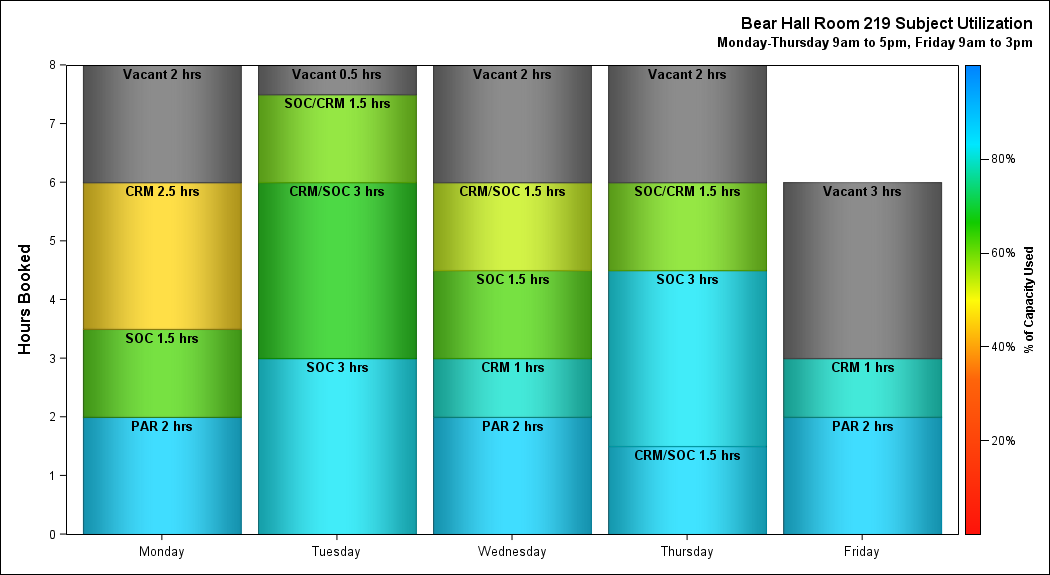 Bear Hall Room 219 Subject Utilization
Monday-Thursday 9am to 5pm, Friday 9am to 3pm
Hours Booked
8
7
6
5
4
3
2
1
0
Vacant 2 hrs
CRM 2.5 hrs
SOC 1.5 hrs
PAR 2 hrs
Monday
Vacant 0.5 hrs
SOC/CRM 1.5 hrs
CRM/SOC 3 hrs
SOC 3 hrs
Tuesday
Vacant 2 hrs
CRM/SOC 1.5 hrs
SOC 1.5 hrs
CRM 1 hrs
PAR 2 hrs
Wednesday
Vacant 2 hrs
SOC/CRM 1.5 hrs
SOC 3 hrs
CRM/SOC 1.5 hrs
Thursday
Vacant 3 hrs
CRM 1 hrs
PAR 2 hrs
Friday
80%
60%
40%
20%
% of Capacity Used